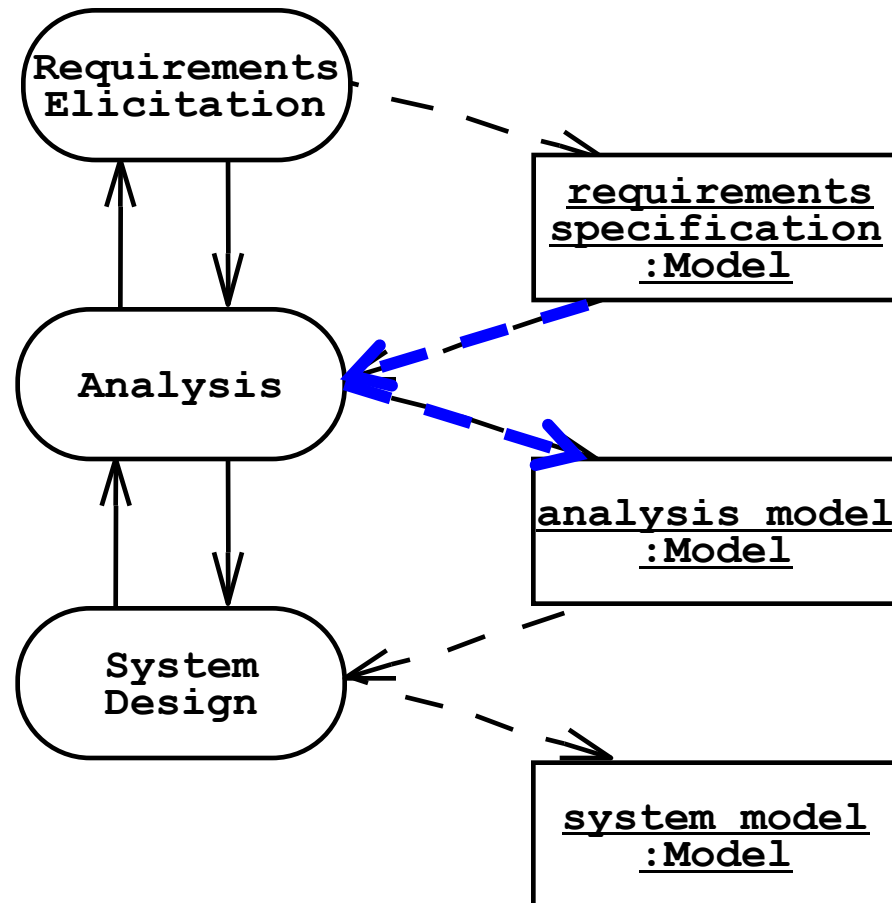 Requirements
Elicitation
requirements
specification
:Model
Analysis
analysis model
:Model
System
Design
system model
:Model